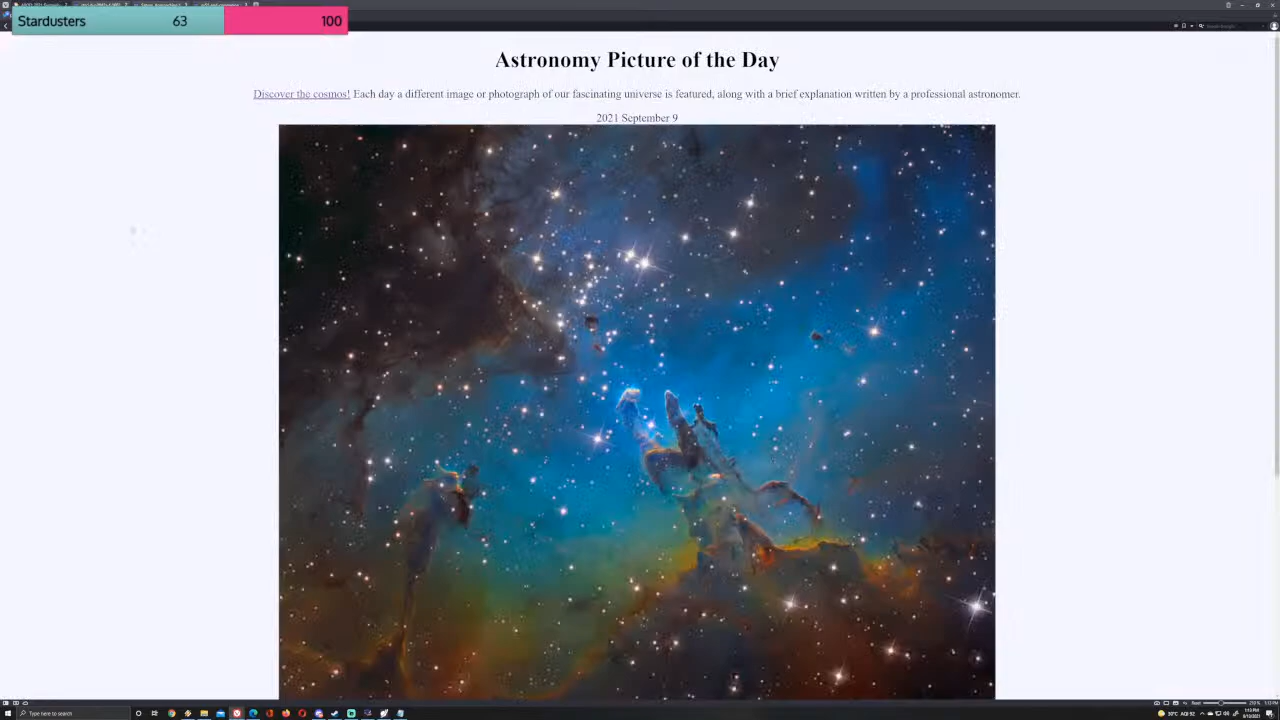 Stardusters 63 100
Astronomy Picture of the Day
Discover the cosmos! Each day a different image or photograph of our fascinating universe is featured, along with a brief explanation written by a professional astronomer.
2021 September 9
Type here to search